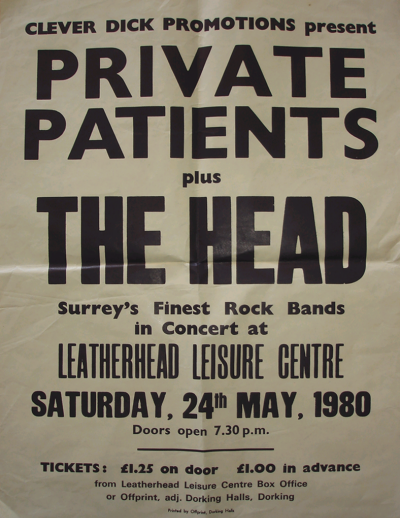 CLEVER DICK PROMOTIONS present
PRIVATE
PATIENTS
plus
THE HEAD
Surrey's Finest Rock Bands
in Concert at
LEATHERHEAD LEISURE CENTRE
SATURDAY, 24th MAY, 1980
Doors open 7.30 p.m.
TICKETS: £1.25 on door £1.00 in advance
from Leatherhead Leisure Centre Box Office
or Offprint, adj. Dorking Halls, Dorking
Printed by Offprint, Dorking Halls